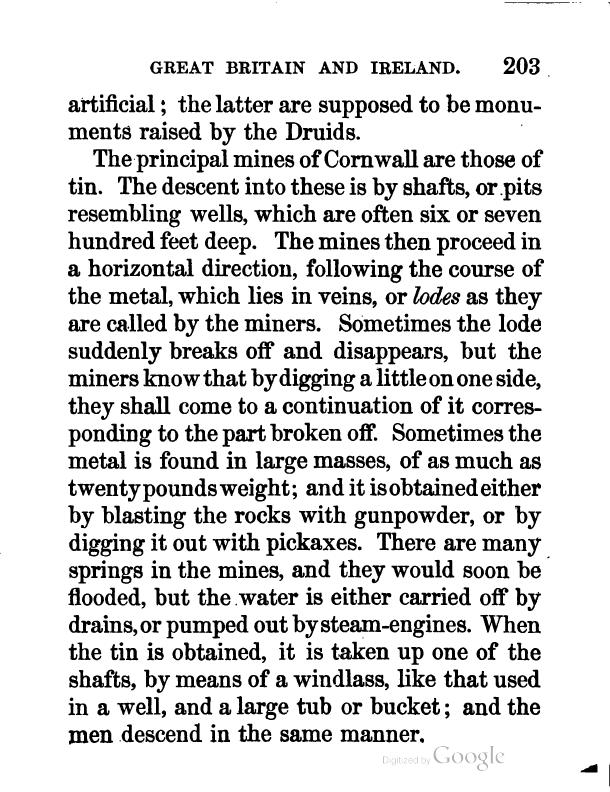 GREAT BRITAIN AND IRELAND. 203
artificial; the latter are supposed to be monu-
ments raised by the Druids.
The principal mines of Cornwall are those of
tin. The descent into these is by shafts, or pits
resembling wells, which are often six or seven
hundred feet deep. The mines then proceed in
a horizontal direction, following the course of
the metal, which lies in veins, or lodes as they
are called by the miners. Sometimes the lode
suddenly breaks off and disappears, but the
miners know that by digging a little on one side,
they shall come to a continuation of it corres-
ponding to the part broken off. Sometimes the
metal is found in large masses, of as much as
twenty pounds weight; and it is obtained either
by blasting the rocks with gunpowder, or by
digging it out with pickaxes. There are many
springs in the mines, and they would soon be
flooded, but the water is either carried off by
drains, or pumped out by steam-engines. When
the tin is obtained, it is taken up one of the
shafts, by means of a windlass, like that used
in a well, and a large tub or bucket; and the
men descend in the same manner.
Digitized by Google